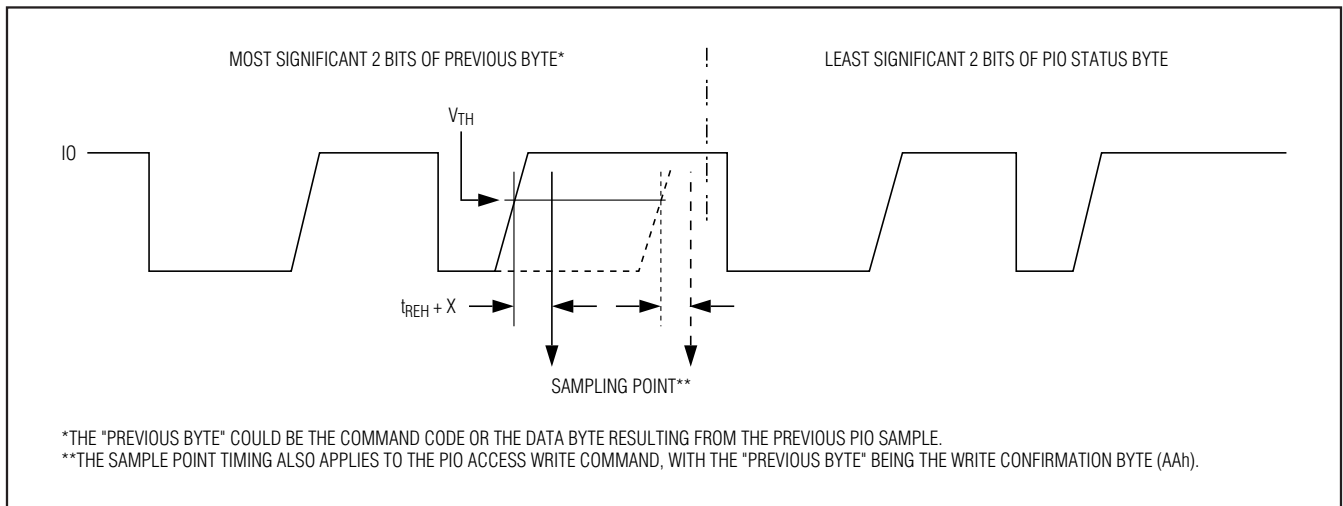 MOST SIGNIFICANT 2 BITS OF PREVIOUS BYTE*
LEAST SIGNIFICANT 2 BITS OF PIO STATUS BYTE
VTH
IO
tREH + X
SAMPLING POINT**
*THE "PREVIOUS BYTE" COULD BE THE COMMAND CODE OR THE DATA BYTE RESULTING FROM THE PREVIOUS PIO SAMPLE.
**THE SAMPLE POINT TIMING ALSO APPLIES TO THE PIO ACCESS WRITE COMMAND, WITH THE "PREVIOUS BYTE" BEING THE WRITE CONFIRMATION BYTE (AAh).